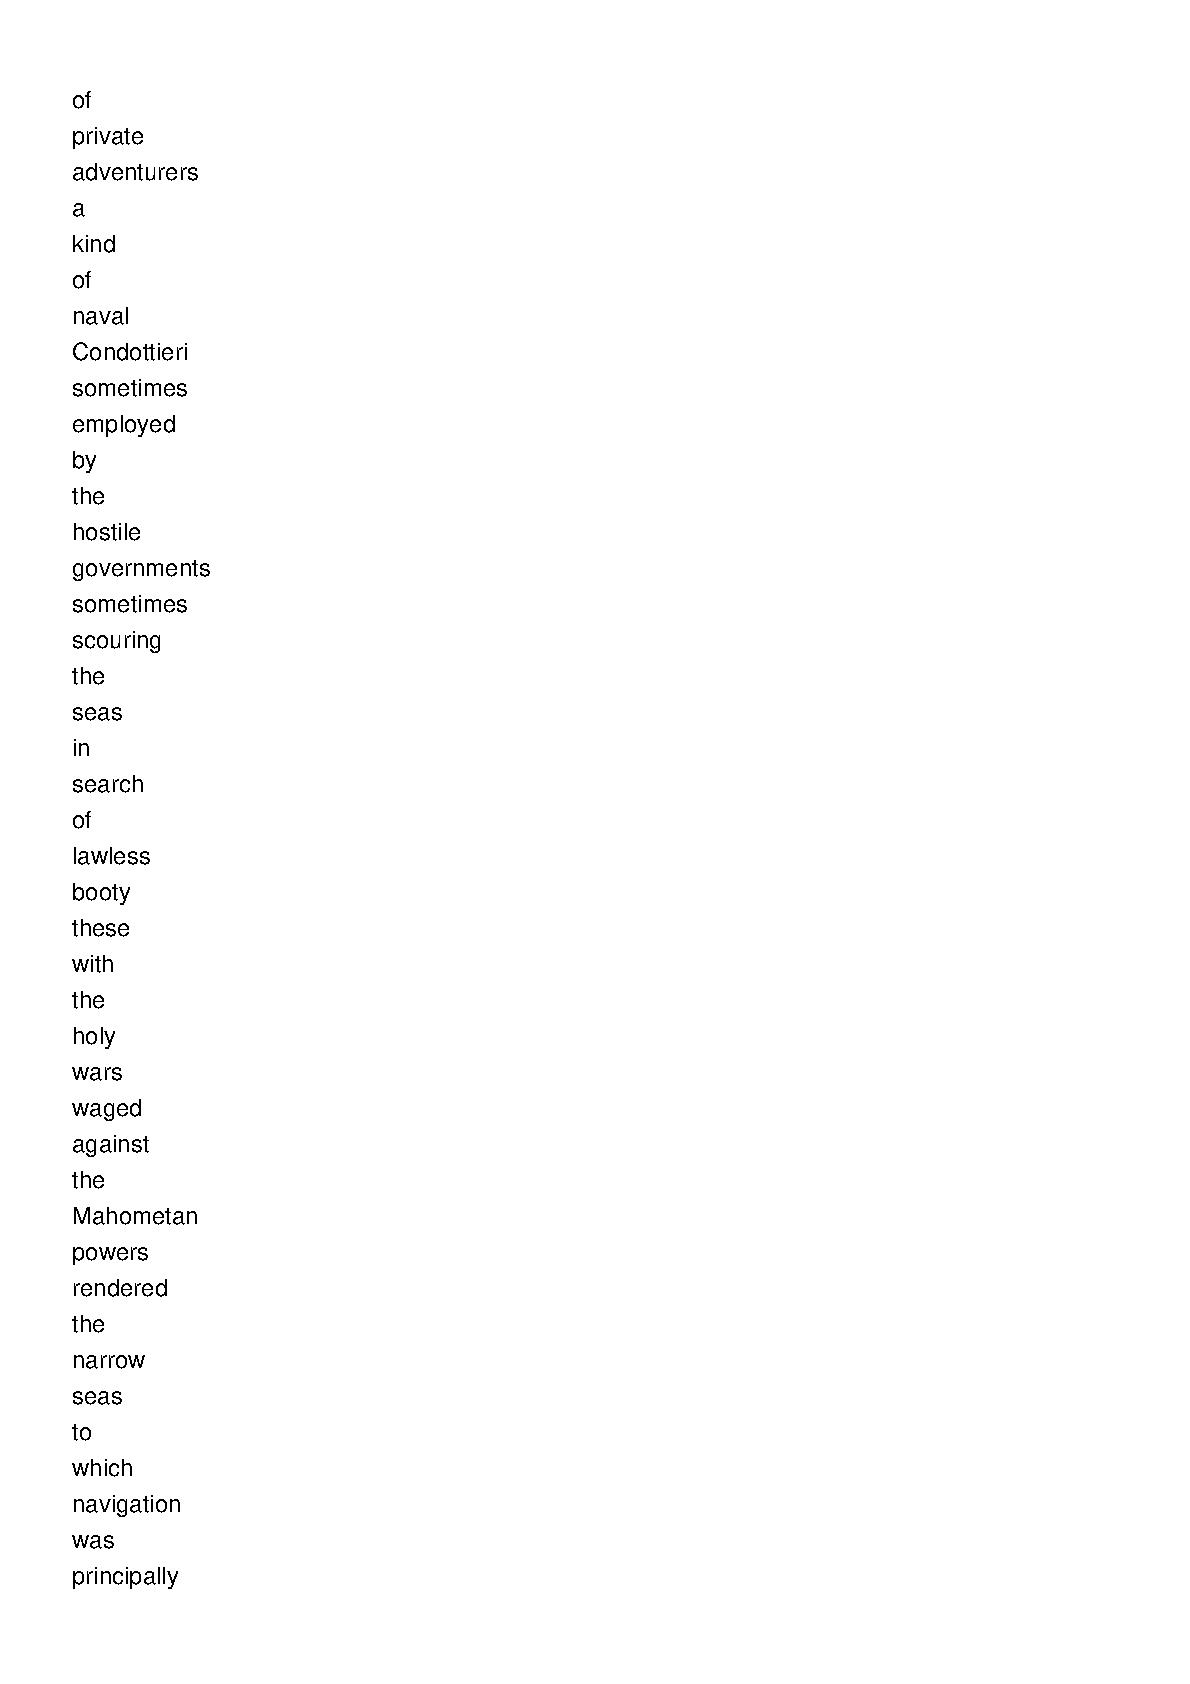 of
private
adventurers
a
kind
of
naval
Condottieri
sometimes
employed
by
the
hostile
governments
sometimes
scouring
the
seas
in
search
of
lawless
booty
these
with
the
holy
wars
waged
against
the
Mahometan
powers
rendered
the
narrow
seas
to
which
navigation
was
principally